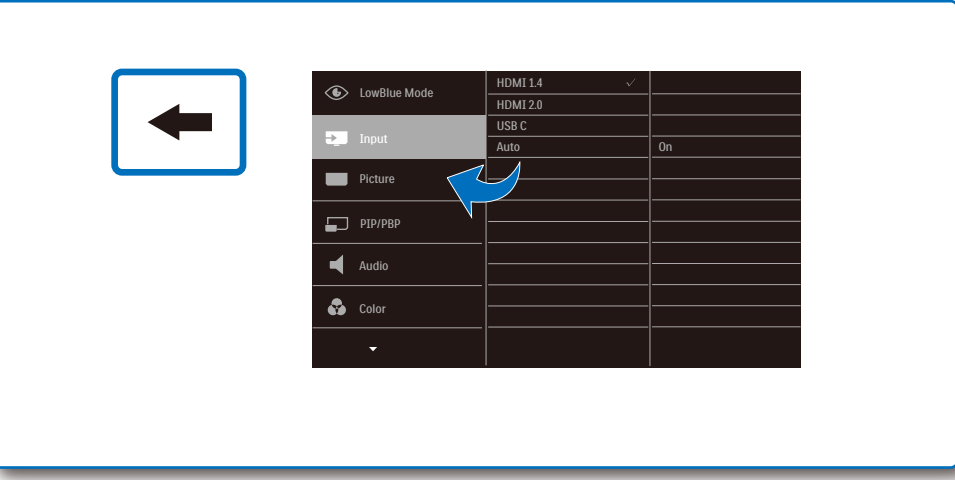 LowBlue Mode
Input
Picture
PIP/PBP
Audio
Color
HDMI 1.4
HDMI 2.0
USB C
Auto
On